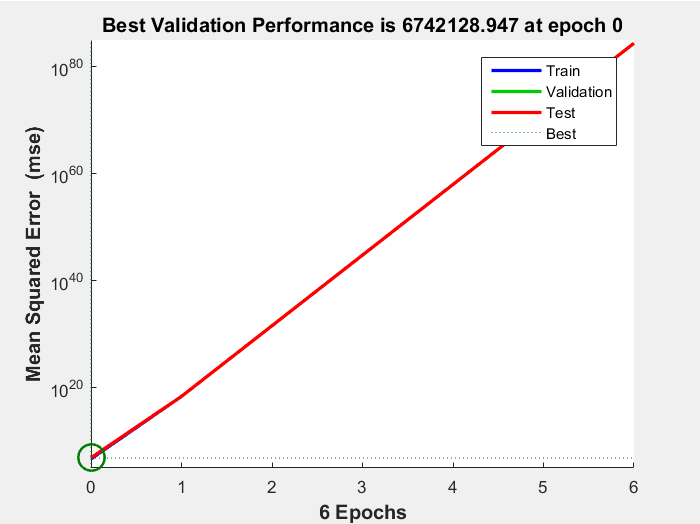 Best Validation Performance is 6742128.947 at epoch 0
Mean Squared Error (mse)
10^80
10^60
10^40
10^20
Train
Validation
Test
Best
0 1 2 3 4 5 6
6 Epochs